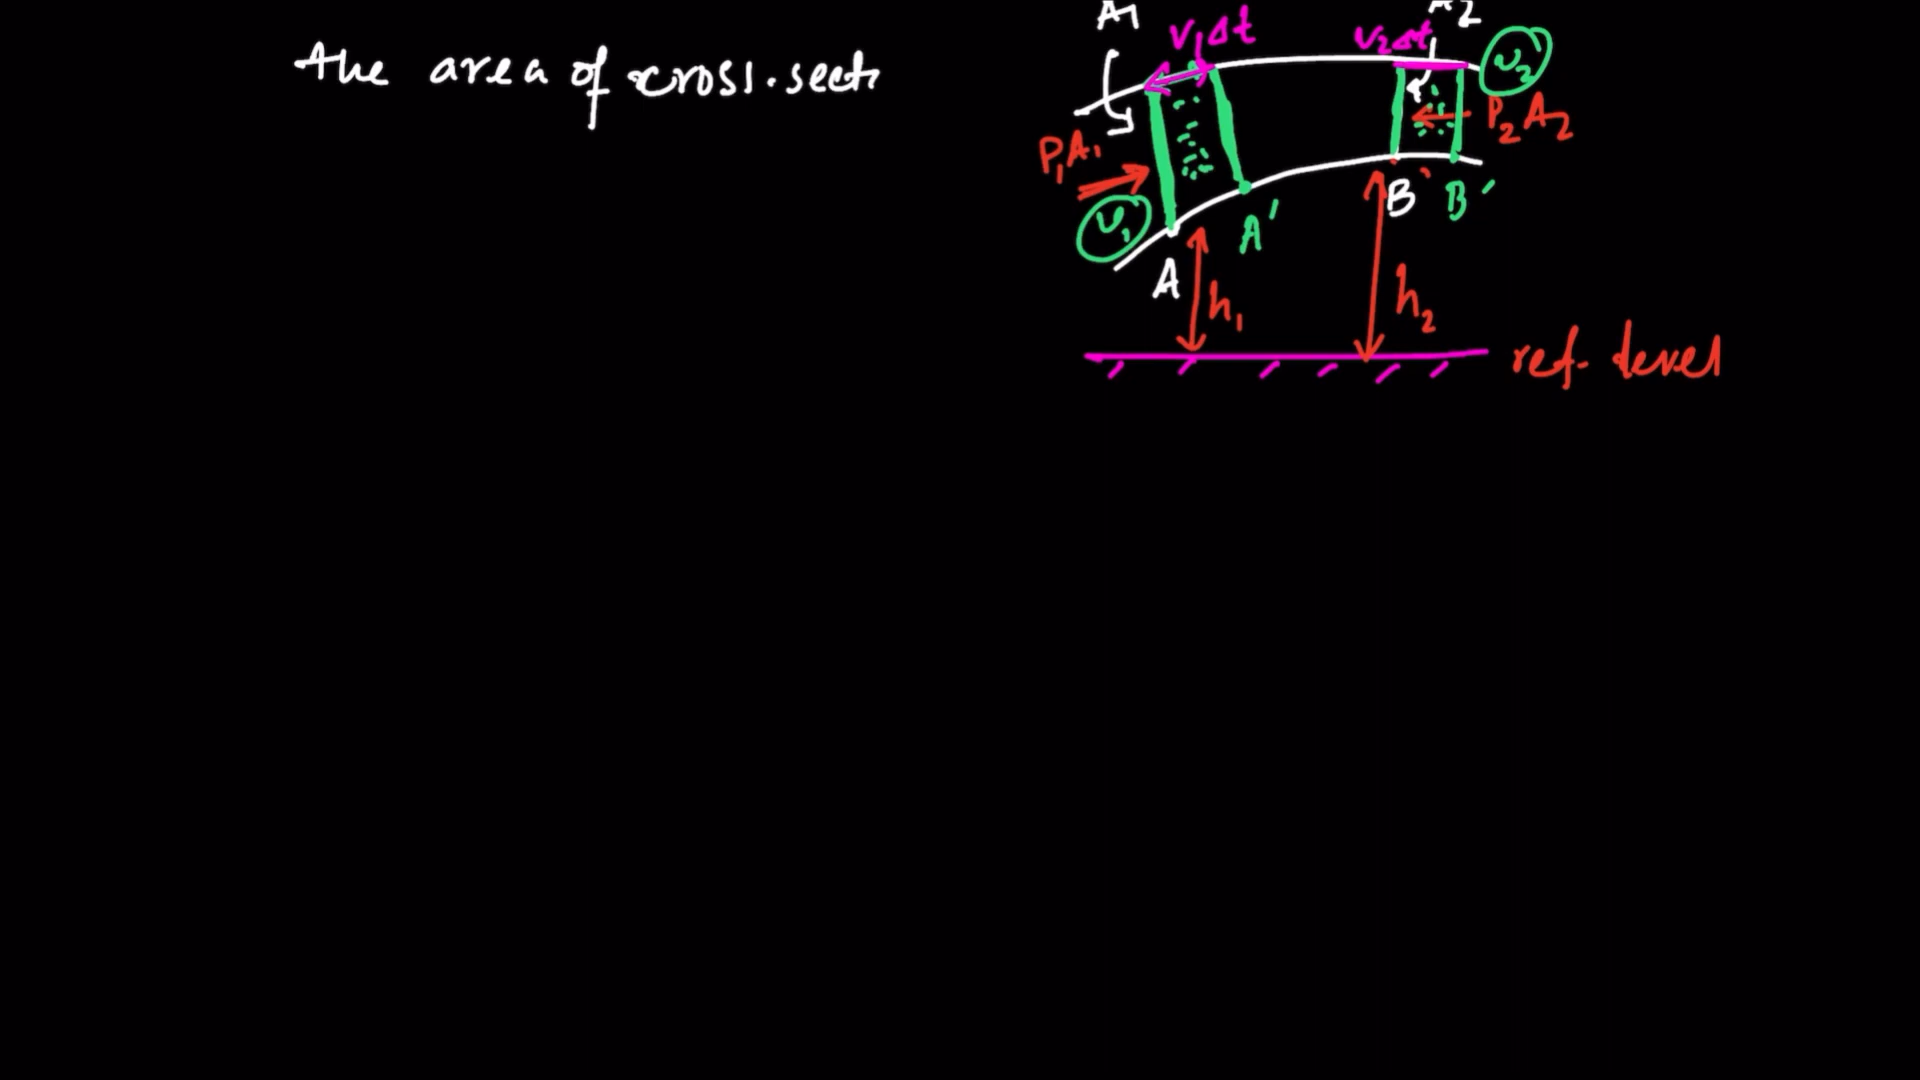 A1
A2
v1Δt
v2Δt
v2
the area of cross-secti
P1A1
P2A2
v1
A'
B
B'
A
h1
h2
ref. level